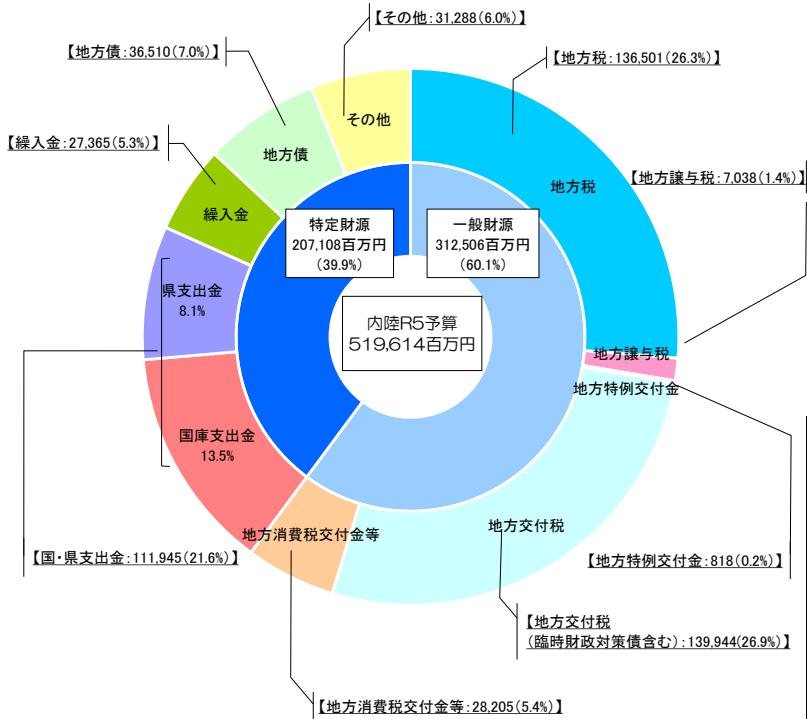 【その他：31,288（6.0%）】
【地方債：36,510（7.0%）】
【地方税：136,501（26.3%）】
その他
【繰入金：27,365（5.3%）】
地方債
【地方譲与税：7,038（1.4%）】
地方税
繰入金
特定財源
207,108百万円
（39.9%）
一般財源
312,506百万円
（60.1%）
県支出金
8.1%
内陸R5予算
519,614百万円
地方譲与税
地方特例交付金
国庫支出金
13.5%
地方交付税
地方消費税交付金等
【国・県支出金：111,945（21.6%）】
【地方特例交付金：818（0.2%）】
【地方交付税
（臨時財政対策債含む）：139,944（26.9%）】
【地方消費税交付金等：28,205（5.4%）】